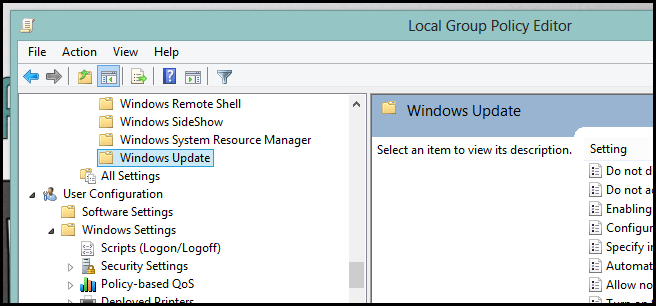 Local Group Policy Editor
File Action View Help
Windows Remote Shell
Windows SideShow
Windows System Resource Manager
Windows Update
All Settings
User Configuration
Software Settings
Windows Settings
Scripts (Logon/Logoff)
Security Settings
Policy-based QoS
Deployed Printers
Windows Update
Select an item to view its description.
Setting
Do not d
Do not a
Enabling
Configur
Specify i
Automat
Allow no